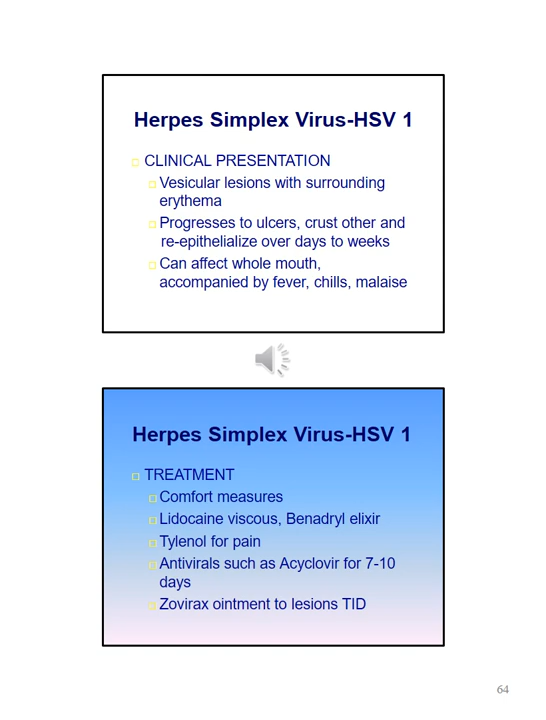 Herpes Simplex Virus-HSV 1
CLINICAL PRESENTATION
Vesicular lesions with surrounding
erythema
Progresses to ulcers, crust other and
re-epithelialize over days to weeks
Can affect whole mouth,
accompanied by fever, chills, malaise
Herpes Simplex Virus-HSV 1
TREATMENT
Comfort measures
Lidocaine viscous, Benadryl elixir
Tylenol for pain
Antivirals such as Acyclovir for 7-10
days
Zovirax ointment to lesions TID
64